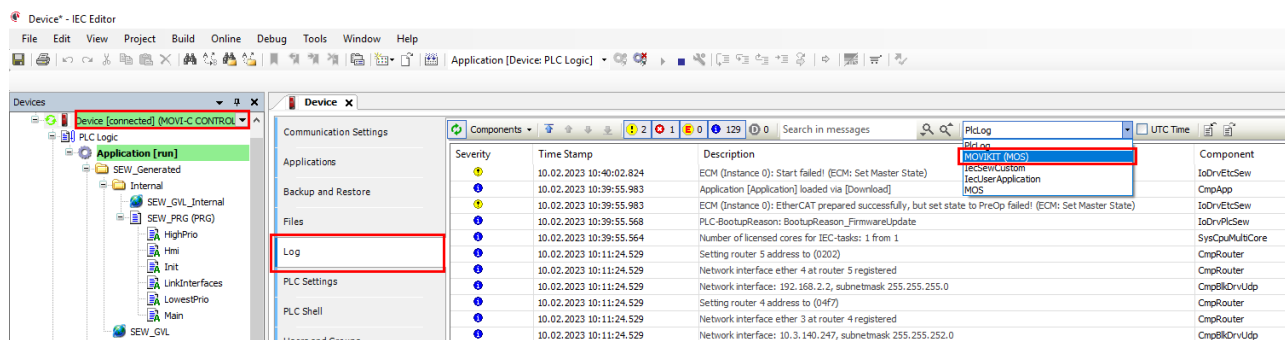 Device* - IEC Editor
File Edit View Project Build Online Debug Tools Window Help
Application [Device: PLC Logic]
Devices
Device [connected] (MOVI-C CONTROL
PLC Logic
Application [run]
SEW_Generated
Internal
SEW_GVL_Internal
SEW_PRG (PRG)
HighPrio
Hmi
Init
LinkInterfaces
LowestPrio
Main
SEW_GVL
Device
Communication Settings
Applications
Backup and Restore
Files
Log
PLC Settings
PLC Shell
Users and Groups
Components 2 1 0 129 0 Search in messages PlcLog UTC Time
PlcLog
MOVIKIT (MOS)
IecSewCustom
IecUserApplication
MOS
Severity Time Stamp Description Component
10.02.2023 10:40:02.824 ECM (Instance 0): Start failed! (ECM: Set Master State) IoDrvEtcSew
10.02.2023 10:39:55.983 Application [Application] loaded via [Download] CmpApp
10.02.2023 10:39:55.983 ECM (Instance 0): EtherCAT prepared successfully, but set state to PreOp failed! (ECM: Set Master State) IoDrvEtcSew
10.02.2023 10:39:55.568 PLC-BootupReason: BootupReason_FirmwareUpdate IoDrvPlcSew
10.02.2023 10:39:55.564 Number of licensed cores for IEC-tasks: 1 from 1 SysCpuMultiCore
10.02.2023 10:11:24.529 Setting router 5 address to (0202) CmpRouter
10.02.2023 10:11:24.529 Network interface ether 4 at router 5 registered CmpRouter
10.02.2023 10:11:24.529 Network interface: 192.168.2.2, subnetmask 255.255.255.0 CmpBlkDrvUdp
10.02.2023 10:11:24.529 Setting router 4 address to (04f7) CmpRouter
10.02.2023 10:11:24.529 Network interface ether 3 at router 4 registered CmpRouter
10.02.2023 10:11:24.529 Network interface: 10.3.140.247, subnetmask 255.255.252.0 CmpBlkDrvUdp